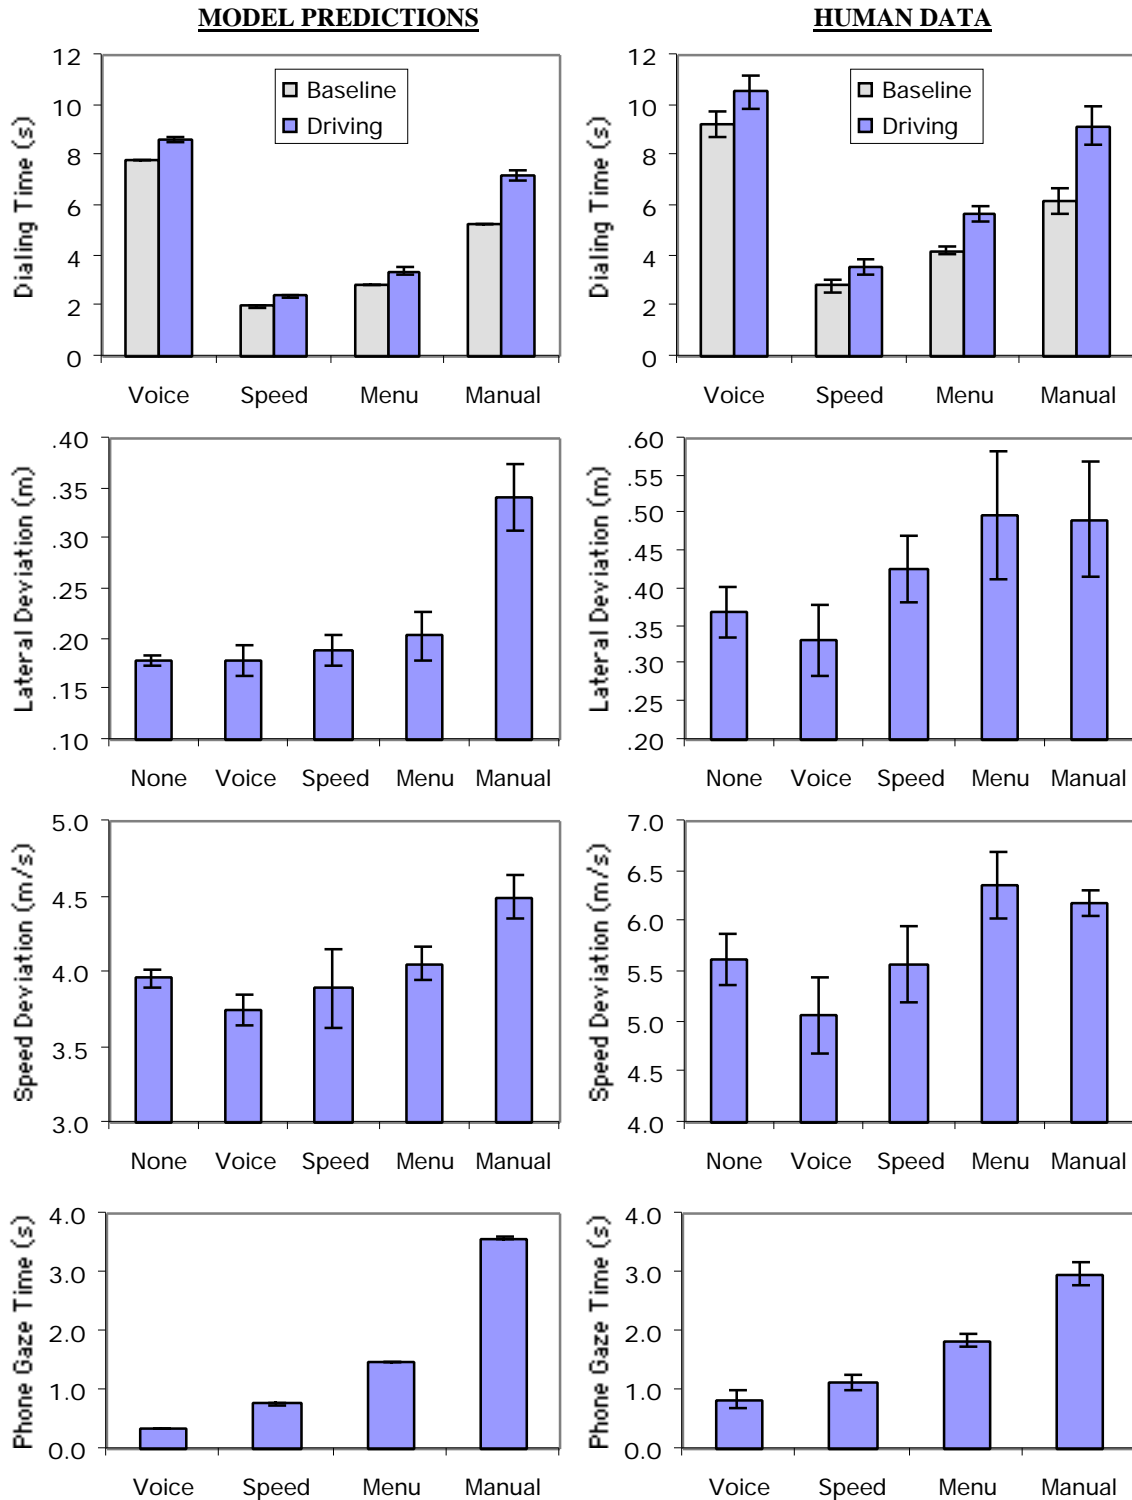 MODEL PREDICTIONS
HUMAN DATA
Dialing Time (s)
12
10
8
6
4
2
0
Baseline
Driving
Voice Speed Menu Manual
Dialing Time (s)
12
10
8
6
4
2
0
Baseline
Driving
Voice Speed Menu Manual
Lateral Deviation (m)
.40
.35
.30
.25
.20
.15
.10
None Voice Speed Menu Manual
Lateral Deviation (m)
.60
.55
.50
.45
.40
.35
.30
.25
.20
None Voice Speed Menu Manual
Speed Deviation (m/s)
5.0
4.5
4.0
3.5
3.0
None Voice Speed Menu Manual
Speed Deviation (m/s)
7.0
6.5
6.0
5.5
5.0
4.5
4.0
None Voice Speed Menu Manual
Phone Gaze Time (s)
4.0
3.0
2.0
1.0
0.0
Voice Speed Menu Manual
Phone Gaze Time (s)
4.0
3.0
2.0
1.0
0.0
Voice Speed Menu Manual